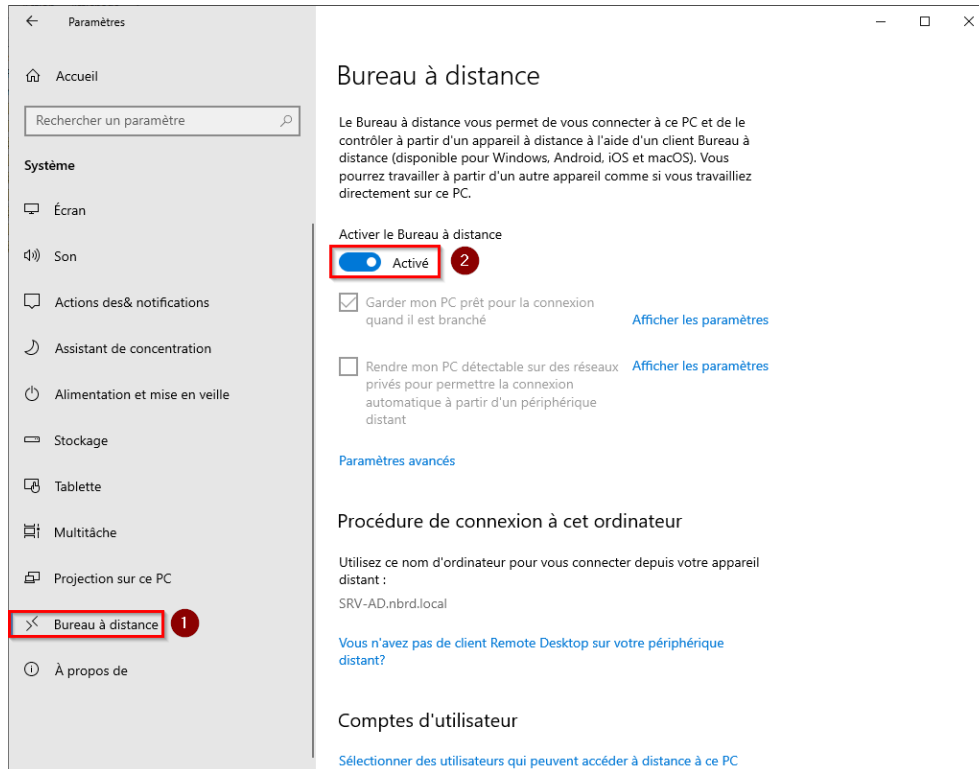 Paramètres
Accueil
Rechercher un paramètre
Système
Écran
Son
Actions des& notifications
Assistant de concentration
Alimentation et mise en veille
Stockage
Tablette
Multitâche
Projection sur ce PC
Bureau à distance
1
À propos de
Bureau à distance
Le Bureau à distance vous permet de vous connecter à ce PC et de le
contrôler à partir d'un appareil à distance à l'aide d'un client Bureau à
distance (disponible pour Windows, Android, iOS et macOS). Vous
pourrez travailler à partir d'un autre appareil comme si vous travailliez
directement sur ce PC.
Activer le Bureau à distance
Activé
2
Garder mon PC prêt pour la connexion
quand il est branché
Afficher les paramètres
Rendre mon PC détectable sur des réseaux
privés pour permettre la connexion
automatique à partir d'un périphérique
distant
Afficher les paramètres
Paramètres avancés
Procédure de connexion à cet ordinateur
Utilisez ce nom d'ordinateur pour vous connecter depuis votre appareil
distant :
SRV-AD.nbrd.local
Vous n'avez pas de client Remote Desktop sur votre périphérique
distant?
Comptes d'utilisateur
Sélectionner des utilisateurs qui peuvent accéder à distance à ce PC